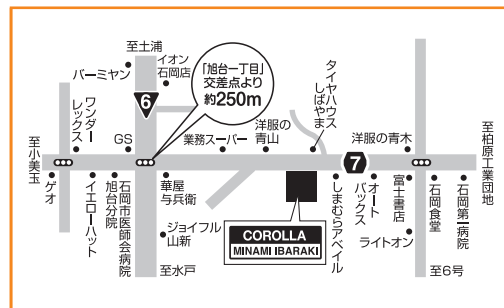 至土浦
バーミヤン
イオン
石岡店
「旭台一丁目」
交差点より
約250m
6
ワンダー
レックス
GS
業務スーパー
洋服の
青山
タイヤハウス
しばやま
7
洋服の青木
至小美玉
至柏原工業団地
ゲオ
イエローハット
旭台分院
石岡市医師会病院
華屋
与兵衛
ジョイフル
山新
至水戸
COROLLA
MINAMI IBARAKI
しまむらアベイル
オート
バックス
富士書店
ライトオン
石岡食堂
石岡第一病院
至6号